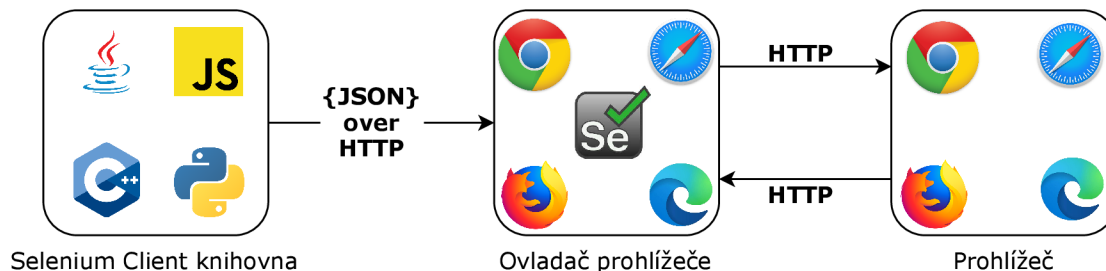 JS
C++
{JSON}
over
HTTP
Se
HTTP
HTTP
Selenium Client knihovna
Ovladač prohlížeče
Prohlížeč